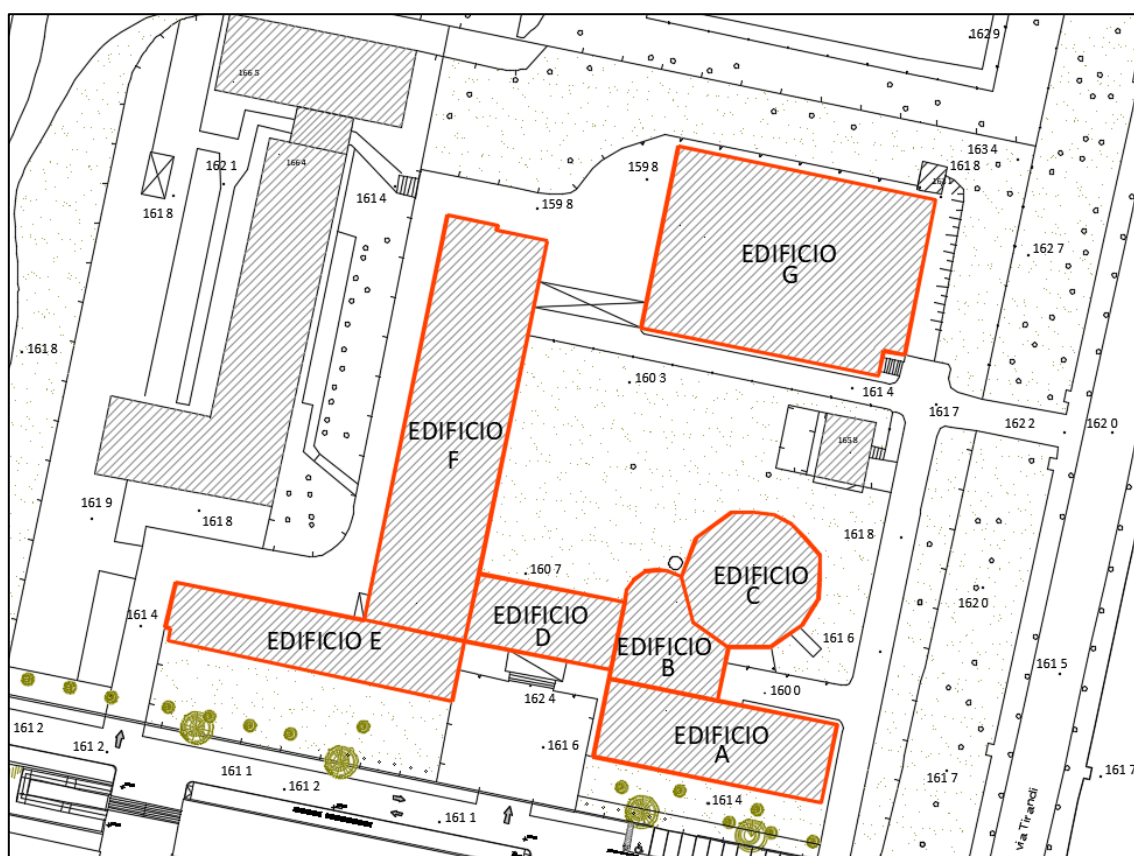 162 9
166 5
163 4
161 8
166 4
162 1
159 8
161 4
161 8
159 8
EDIFICIO
G
162 7
161 8
160 3
161 4
161 7
162 2
162 0
EDIFICIO
F
165 8
161 9
161 8
161 8
160 7
EDIFICIO
C
162 0
161 4
EDIFICIO E
EDIFICIO
D
EDIFICIO
B
161 6
161 5
162 4
160 0
161 2
161 2
161 6
EDIFICIO
A
161 1
161 2
161 7
161 7
161 4
161 1
via Tirandi